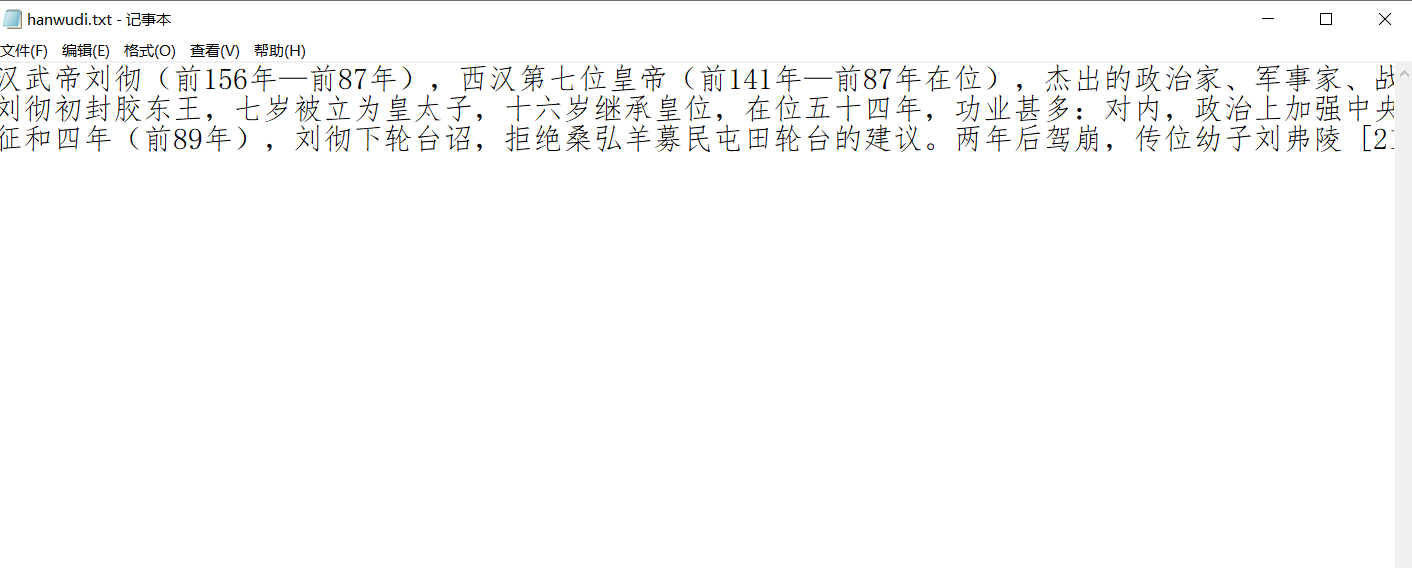 hanwudi.txt - 记事本
文件(F) 编辑(E) 格式(O) 查看(V) 帮助(H)
汉武帝刘彻（前156年—前87年），西汉第七位皇帝（前141年—前87年在位），杰出的政治家、军事家、战
刘彻初封胶东王，七岁被立为皇太子，十六岁继承皇位，在位五十四年，功业甚多：对内，政治上加强中央
征和四年（前89年），刘彻下轮台诏，拒绝桑弘羊募民屯田轮台的建议。两年后驾崩，传位幼子刘弗陵 [21